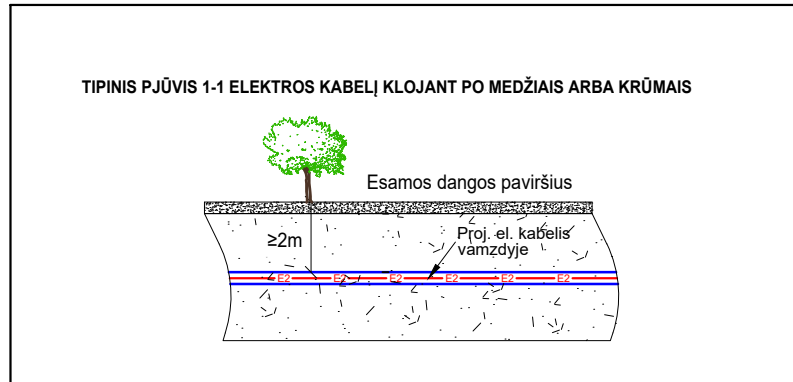 TIPINIS PJŪVIS 1-1 ELEKTROS KABELĮ KLOJANT PO MEDŽIAIS ARBA KRŪMAIS
Esamos dangos paviršius
≥2m
Proj. el. kabelis
vamzdyje
E2 E2 E2 E2 E2 E2